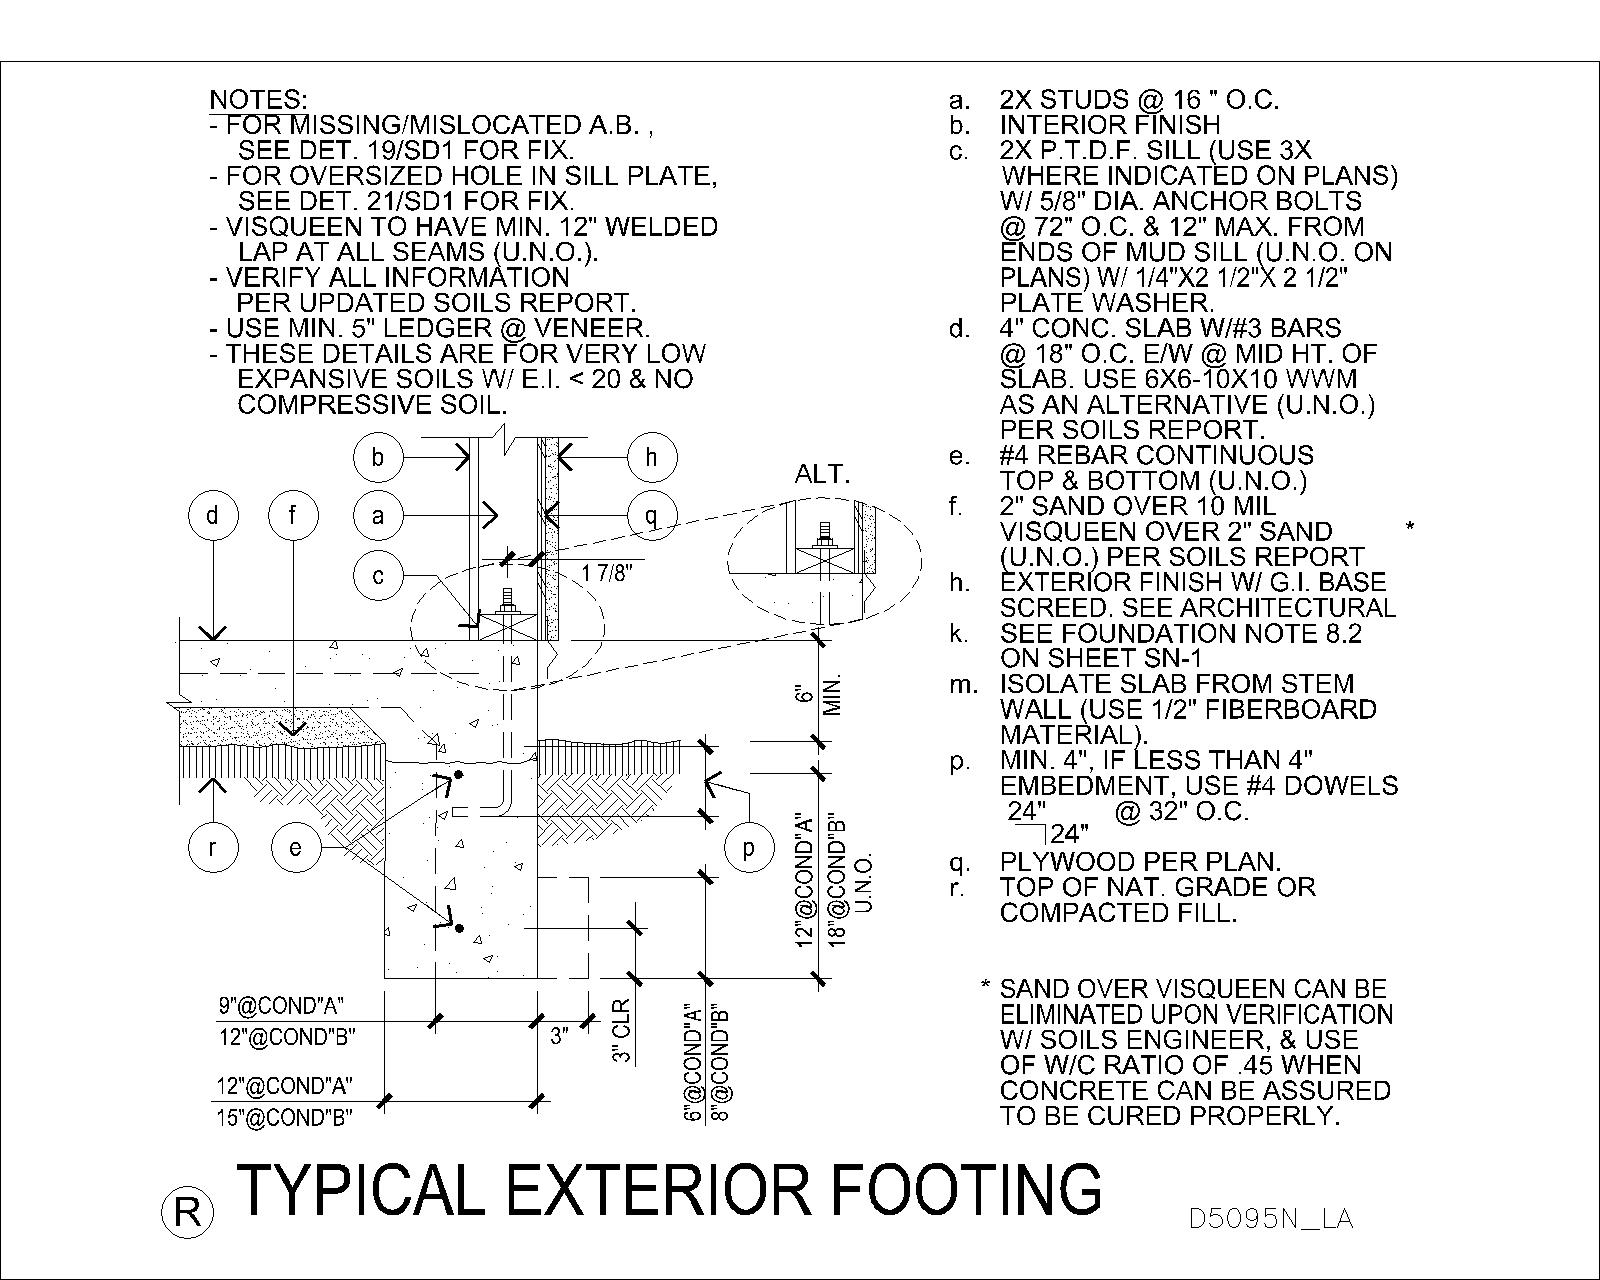 NOTES:
- FOR MISSING/MISLOCATED A.B. ,
SEE DET. 19/SD1 FOR FIX.
- FOR OVERSIZED HOLE IN SILL PLATE,
SEE DET. 21/SD1 FOR FIX.
- VISQUEEN TO HAVE MIN. 12" WELDED
LAP AT ALL SEAMS (U.N.O.).
- VERIFY ALL INFORMATION
PER UPDATED SOILS REPORT.
- USE MIN. 5" LEDGER @ VENEER.
- THESE DETAILS ARE FOR VERY LOW
EXPANSIVE SOILS W/ E.I. < 20 & NO
COMPRESSIVE SOIL.
b
h
ALT.
d
f
a
q
c
1 7/8"
6"
MIN.
r
e
p
12"@COND"A"
18"@COND"B"
U.N.O.
9"@COND"A"
12"@COND"B"
3"
3" CLR
6"@COND"A"
8"@COND"B"
12"@COND"A"
15"@COND"B"
a. 2X STUDS @ 16 " O.C.
b. INTERIOR FINISH
c. 2X P.T.D.F. SILL (USE 3X
WHERE INDICATED ON PLANS)
W/ 5/8" DIA. ANCHOR BOLTS
@ 72" O.C. & 12" MAX. FROM
ENDS OF MUD SILL (U.N.O. ON
PLANS) W/ 1/4"X2 1/2"X 2 1/2"
PLATE WASHER.
d. 4" CONC. SLAB W/#3 BARS
@ 18" O.C. E/W @ MID HT. OF
SLAB. USE 6X6-10X10 WWM
AS AN ALTERNATIVE (U.N.O.)
PER SOILS REPORT.
e. #4 REBAR CONTINUOUS
TOP & BOTTOM (U.N.O.)
f. 2" SAND OVER 10 MIL
VISQUEEN OVER 2" SAND *
(U.N.O.) PER SOILS REPORT
h. EXTERIOR FINISH W/ G.I. BASE
SCREED. SEE ARCHITECTURAL
k. SEE FOUNDATION NOTE 8.2
ON SHEET SN-1
m. ISOLATE SLAB FROM STEM
WALL (USE 1/2" FIBERBOARD
MATERIAL).
p. MIN. 4", IF LESS THAN 4"
EMBEDMENT, USE #4 DOWELS
24" @ 32" O.C.
24"
q. PLYWOOD PER PLAN.
r. TOP OF NAT. GRADE OR
COMPACTED FILL.
* SAND OVER VISQUEEN CAN BE
ELIMINATED UPON VERIFICATION
W/ SOILS ENGINEER, & USE
OF W/C RATIO OF .45 WHEN
CONCRETE CAN BE ASSURED
TO BE CURED PROPERLY.
R TYPICAL EXTERIOR FOOTING
D5095N_LA